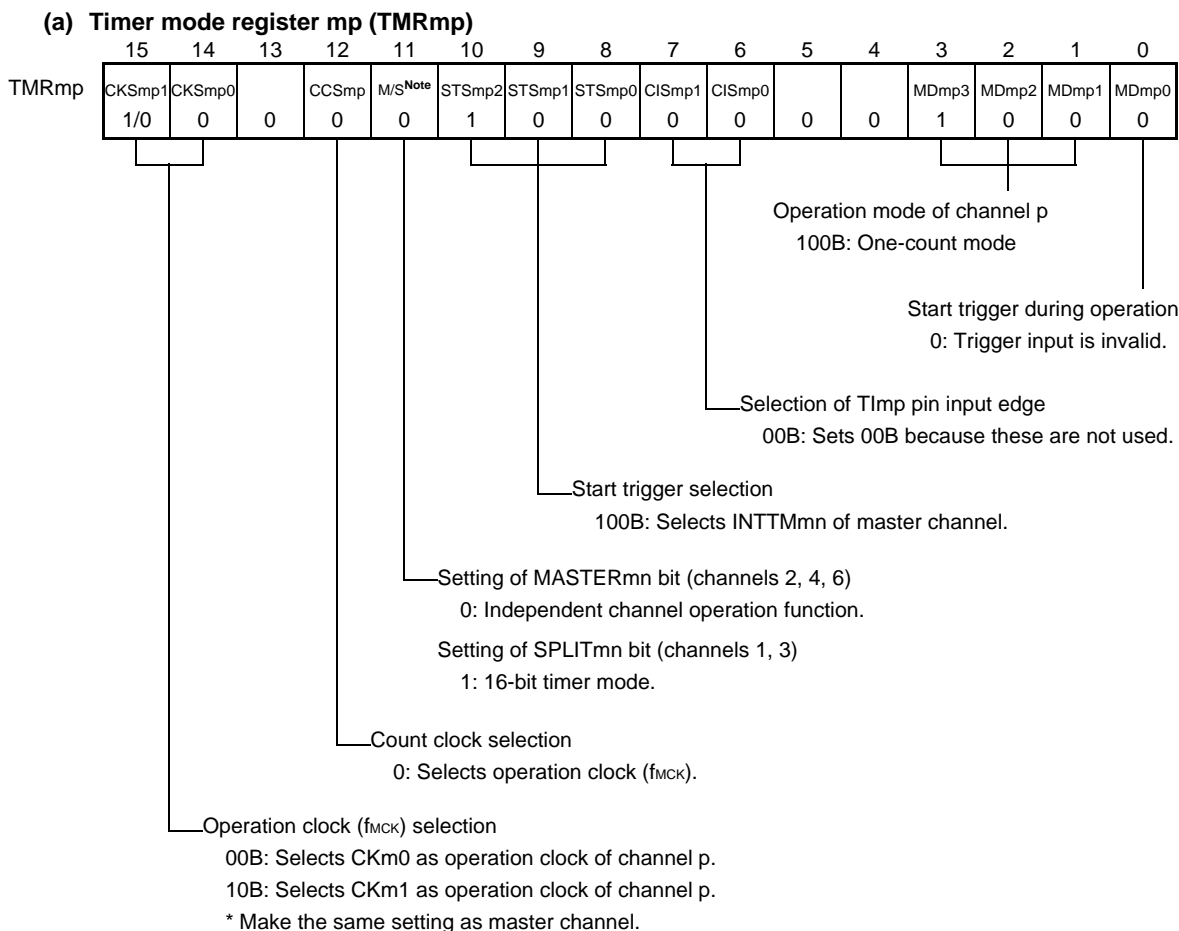 (a) Timer mode register mp (TMRmp)
15 14 13 12 11 10 9 8 7 6 5 4 3 2 1 0
TMRmp CKSmp1 CKSmp0 CCSmp M/SNote STSmp2 STSmp1 STSmp0 CISmp1 CISmp0 MDmp3 MDmp2 MDmp1 MDmp0
1/0 0 0 0 0 1 0 0 0 0 0 0 1 0 0 0
Operation mode of channel p
100B: One-count mode
Start trigger during operation
0: Trigger input is invalid.
Selection of TImp pin input edge
00B: Sets 00B because these are not used.
Start trigger selection
100B: Selects INTTMmn of master channel.
Setting of MASTERmn bit (channels 2, 4, 6)
0: Independent channel operation function.
Setting of SPLITmn bit (channels 1, 3)
1: 16-bit timer mode.
Count clock selection
0: Selects operation clock (fMCK).
Operation clock (fMCK) selection
00B: Selects CKm0 as operation clock of channel p.
10B: Selects CKm1 as operation clock of channel p.
* Make the same setting as master channel.